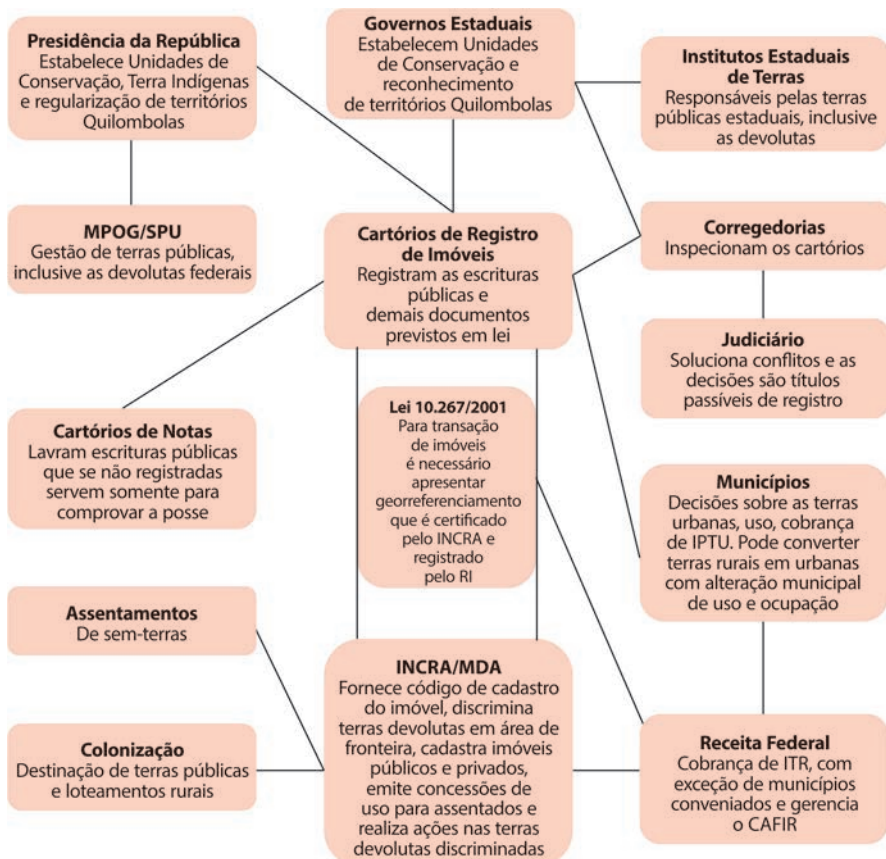 Presidência da República
Estabelece Unidades de
Conservação, Terra Indígenas
e regularização de territórios
Quilombolas
Governos Estaduais
Estabelecem Unidades
de Conservação e
reconhecimento
de territórios Quilombolas
Institutos Estaduais
de Terras
Responsáveis pelas terras
públicas estaduais, inclusive
as devolutas
MPOG/SPU
Gestão de terras públicas,
inclusive as devolutas federais
Cartórios de Registro
de Imóveis
Registram as escrituras
públicas e
demais documentos
previstos em lei
Corregedorias
Inspecionam os cartórios
Judiciário
Soluciona conflitos e as
decisões são títulos
passíveis de registro
Cartórios de Notas
Lavram escrituras públicas
que se não registradas
servem somente para
comprovar a posse
Lei 10.267/2001
Para transação
de imóveis
é necessário
apresentar
georreferenciamento
que é certificado
pelo INCRA e
registrado
pelo RI
Municípios
Decisões sobre as terras
urbanas, uso, cobrança
de IPTU. Pode converter
terras rurais em urbanas
com alteração municipal
de uso e ocupação
Assentamentos
De sem-terras
Colonização
Destinação de terras públicas
e loteamentos rurais
INCRA/MDA
Fornece código de cadastro
do imóvel, discrimina
terras devolutas em área de
fronteira, cadastra imóveis
públicos e privados,
emite concessões de
uso para assentados e
realiza ações nas terras
devolutas discriminadas
Receita Federal
Cobrança de ITR, com
exceção de municípios
conveniados e gerencia
o CAFIR